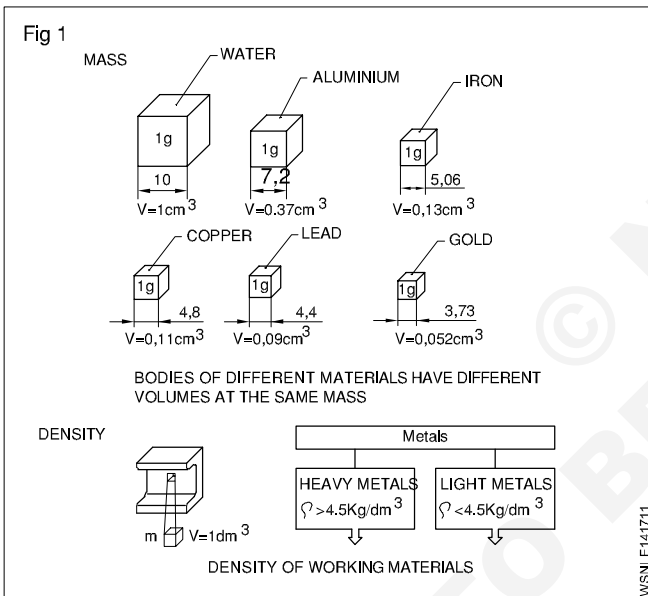 Fig 1
MASS
WATER
ALUMINIUM
IRON
1g
1g
1g
10
7,2
5,06
V=1cm³
V=0.37cm³
V=0,13cm³
COPPER
LEAD
GOLD
1g
1g
1g
4,8
4,4
3,73
V=0,11cm³
V=0,09cm³
V=0,052cm³
BODIES OF DIFFERENT MATERIALS HAVE DIFFERENT
VOLUMES AT THE SAME MASS
DENSITY
Metals
HEAVY METALS
ρ>4.5Kg/dm³
LIGHT METALS
ρ<4.5Kg/dm³
m V=1dm³
DENSITY OF WORKING MATERIALS
©
TO BE